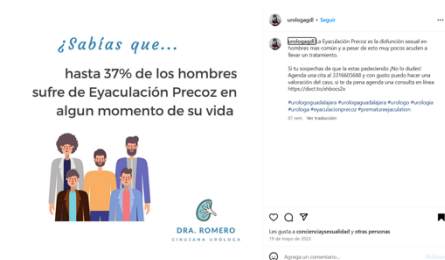 ¿Sabías que...
hasta 37% de los hombres
sufre de Eyaculación Precoz en
algun momento de su vida
DRA. ROMERO
CIRUJANA URÓLOGA
urologagdl • Seguir
urologagdl La Eyaculación Precoz es la disfunción sexual en
hombres mas común y a pesar de esto muy pocos acuden a
llevar un tratamiento.
Si tu sospechas de que la estas padeciendo ¡No lo dudes!
Agenda una cita al 3316605688 y con gusto puedo hacer una
valoración del caso, si te da pena agenda una consulta en línea
#urologoguadalajara #urologaguadalajara #urologo #urologia
#urologa #eyaculacionprecoz #prematureejaculation
Ver traducción
Les gusta a concienciaysexualidad y otras personas
19 de mayo de 2022
Agrega un comentario...
Publicar